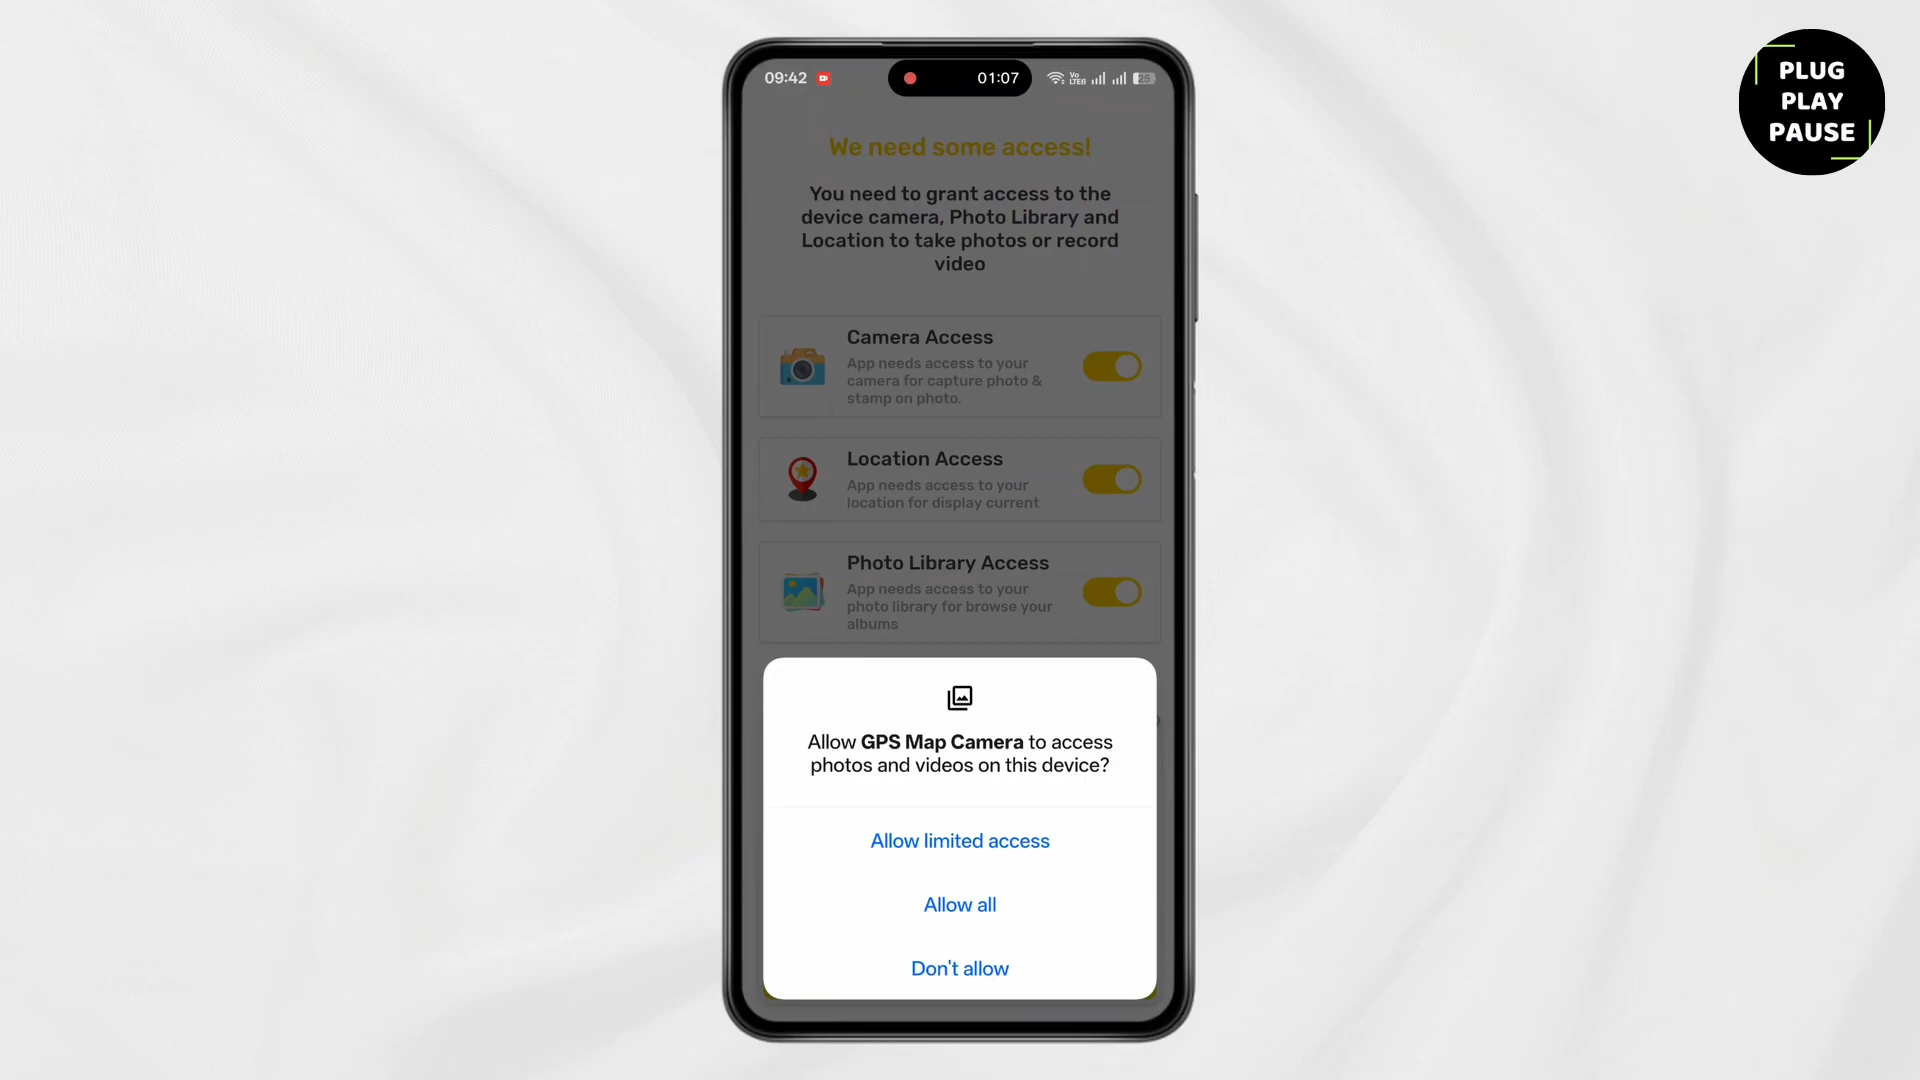 09:42
01:07
Vo
LTE
25
PLUG
PLAY
PAUSE
We need some access!
You need to grant access to the
device camera, Photo Library and
Location to take photos or record
video
Camera Access
App needs access to your
camera for capture photo &
stamp on photo.
Location Access
App needs access to your
location for display current
Photo Library Access
App needs access to your
photo library for browse your
albums
Allow GPS Map Camera to access
photos and videos on this device?
Allow limited access
Allow all
Don't allow